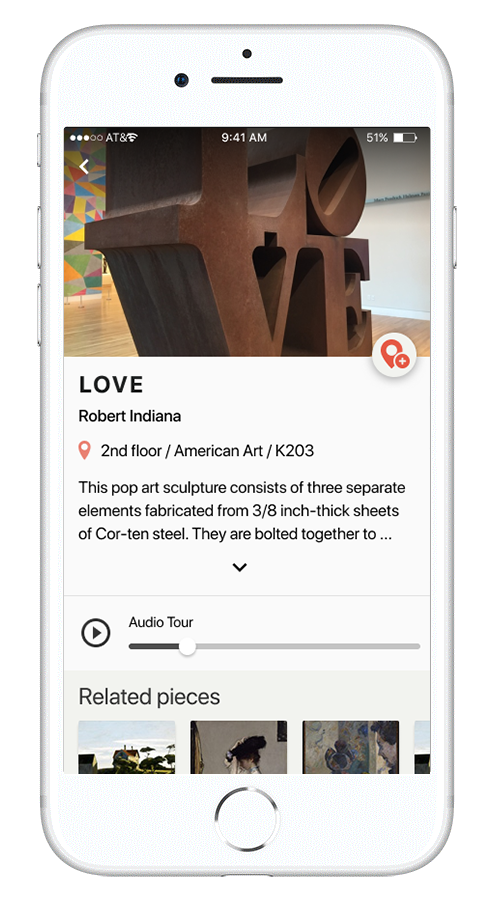 AT&T 9:41 AM 51%
LOVE
Robert Indiana
2nd floor / American Art / K203
This pop art sculpture consists of three separate
elements fabricated from 3/8 inch-thick sheets
of Cor-ten steel. They are bolted together to ...
Audio Tour
Related pieces